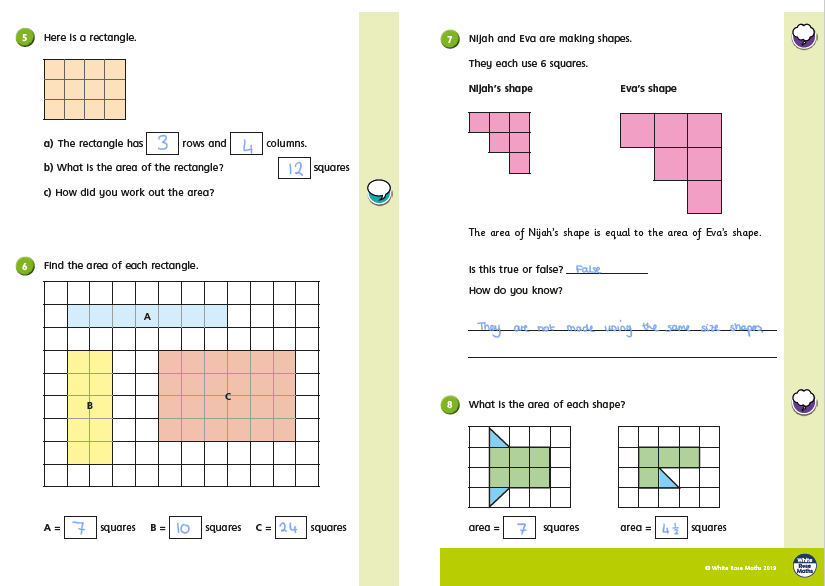 5 Here is a rectangle.
a) The rectangle has 3 rows and 4 columns.
b) What is the area of the rectangle? 12 squares
c) How did you work out the area?
6 Find the area of each rectangle.
A
B
C
A = 7 squares B = 10 squares C = 24 squares
7 Nijah and Eva are making shapes.
They each use 6 squares.
Nijah's shape Eva's shape
The area of Nijah's shape is equal to the area of Eva's shape.
Is this true or false? False
How do you know?
They are not made using the same size shapes
8 What is the area of each shape?
area = 7 squares area = 4 ½ squares
© White Rose Maths 2019
White Rose Maths